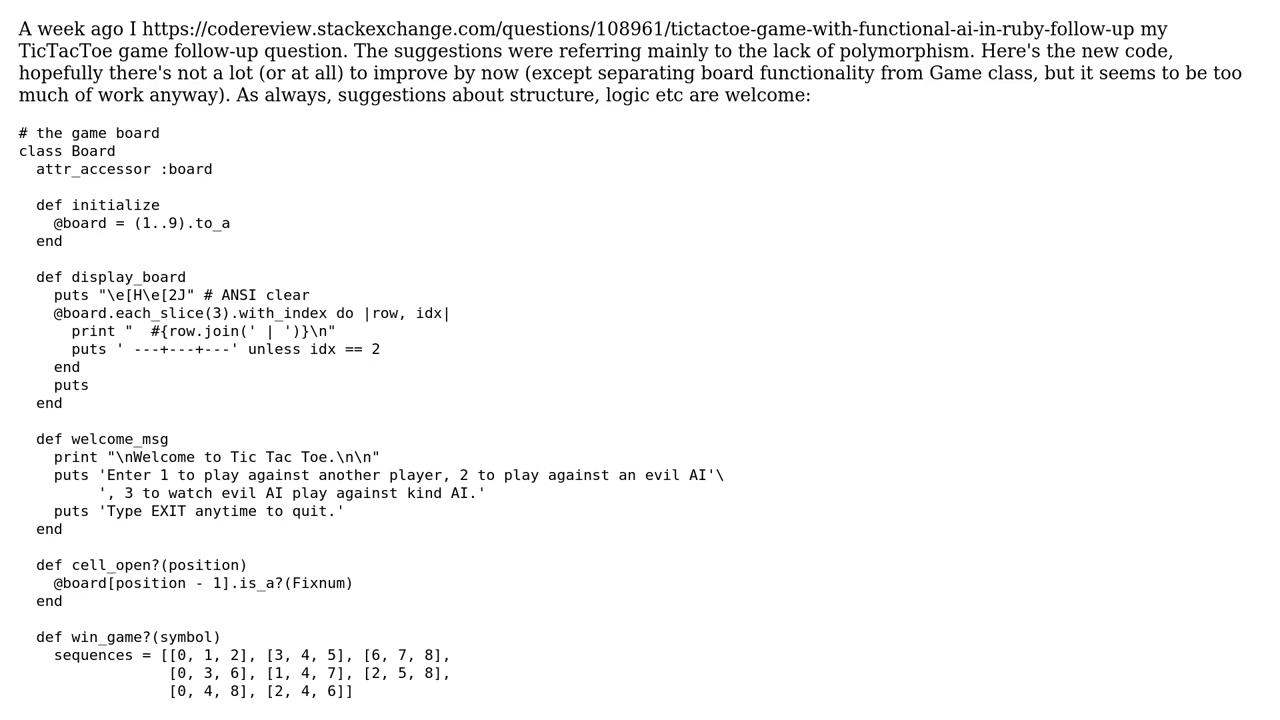 A week ago I https://codereview.stackexchange.com/questions/108961/tictactoe-game-with-functional-ai-in-ruby-follow-up my
TicTacToe game follow-up question. The suggestions were referring mainly to the lack of polymorphism. Here's the new code,
hopefully there's not a lot (or at all) to improve by now (except separating board functionality from Game class, but it seems to be too
much of work anyway). As always, suggestions about structure, logic etc are welcome:
# the game board
class Board
  attr_accessor :board
  def initialize
    @board = (1..9).to_a
  end
  def display_board
    puts "\e[H\e[2J" # ANSI clear
    @board.each_slice(3).with_index do |row, idx|
      print "  #{row.join(' | ')}\n"
      puts ' ---+---+---' unless idx == 2
    end
    puts
  end
  def welcome_msg
    print "\nWelcome to Tic Tac Toe.\n\n"
    puts 'Enter 1 to play against another player, 2 to play against an evil AI'\
         ', 3 to watch evil AI play against kind AI.'
    puts 'Type EXIT anytime to quit.'
  end
  def cell_open?(position)
    @board[position - 1].is_a?(Fixnum)
  end
  def win_game?(symbol)
    sequences = [[0, 1, 2], [3, 4, 5], [6, 7, 8],
                 [0, 3, 6], [1, 4, 7], [2, 5, 8],
                 [0, 4, 8], [2, 4, 6]]